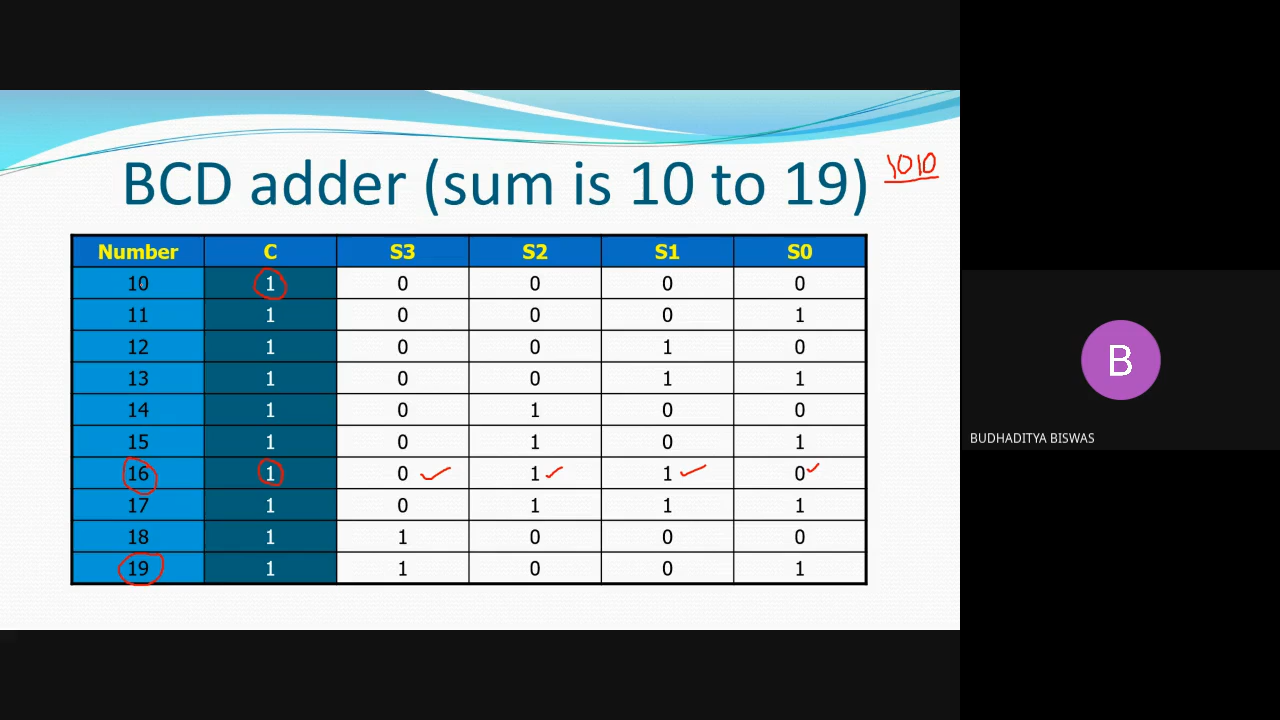 BCD adder (sum is 10 to 19) 1010
Number C S3 S2 S1 S0
10 1 0 0 0 0
11 1 0 0 0 1
12 1 0 0 1 0
13 1 0 0 1 1
14 1 0 1 0 0
15 1 0 1 0 1
16 1 0 1 1 0
17 1 0 1 1 1
18 1 1 0 0 0
19 1 1 0 0 1
B
BUDHADITYA BISWAS